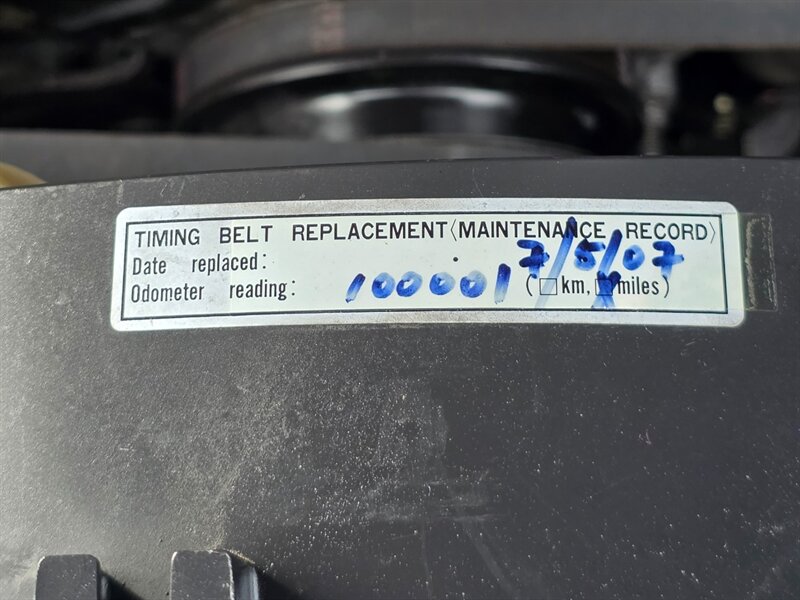 TIMING BELT REPLACEMENT〈MAINTENANCE RECORD〉
Date replaced: 7/5/07
Odometer reading: 100001 (□km, ☒miles)